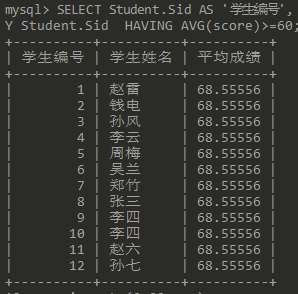 mysql> SELECT Student.Sid AS '学生编号',
Y Student.Sid  HAVING AVG(score)>=60;
+----------+----------+----------+
| 学生编号 | 学生姓名 | 平均成绩 |
+----------+----------+----------+
| 1 | 赵雷 | 68.55556 |
| 2 | 钱电 | 68.55556 |
| 3 | 孙风 | 68.55556 |
| 4 | 李云 | 68.55556 |
| 5 | 周梅 | 68.55556 |
| 6 | 吴兰 | 68.55556 |
| 7 | 郑竹 | 68.55556 |
| 8 | 张三 | 68.55556 |
| 9 | 李四 | 68.55556 |
| 10 | 李四 | 68.55556 |
| 11 | 赵六 | 68.55556 |
| 12 | 孙七 | 68.55556 |
+----------+----------+----------+